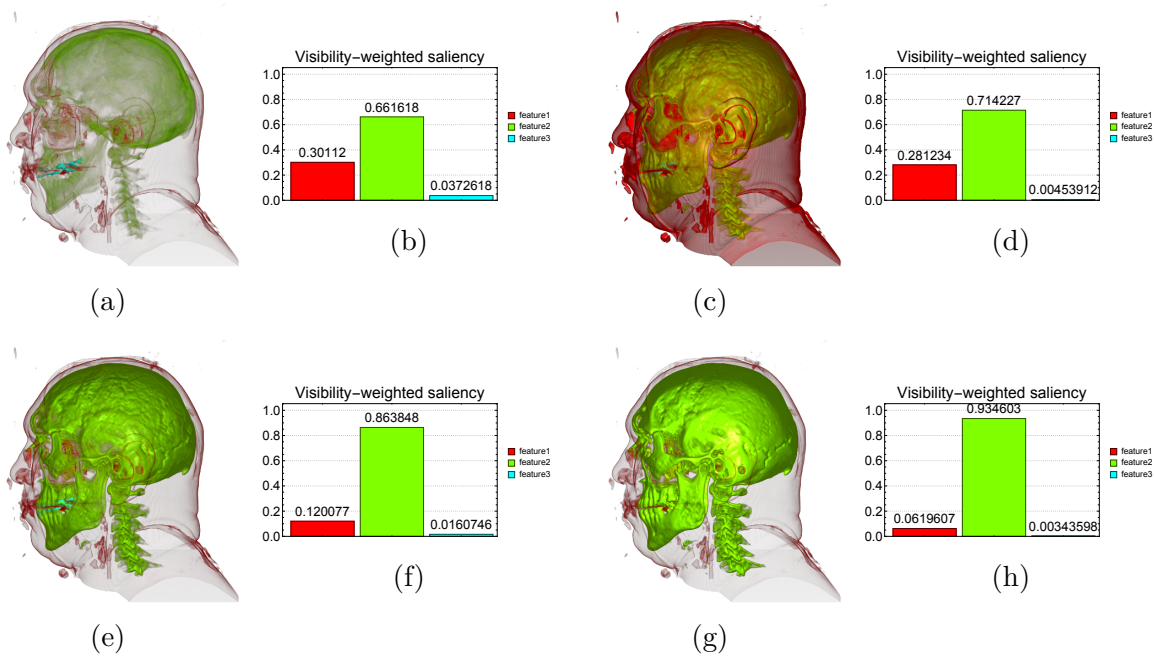 Visibility-weighted saliency
1.0
0.8
0.6
0.4
0.2
0.0
0.30112
0.661618
0.0372618
feature1
feature2
feature3
(b)
(a)
Visibility-weighted saliency
1.0
0.8
0.6
0.4
0.2
0.0
0.281234
0.714227
0.00453912
feature1
feature2
feature3
(d)
(c)
Visibility-weighted saliency
1.0
0.8
0.6
0.4
0.2
0.0
0.120077
0.863848
0.0160746
feature1
feature2
feature3
(f)
(e)
Visibility-weighted saliency
1.0
0.8
0.6
0.4
0.2
0.0
0.0619607
0.934603
0.00343598
feature1
feature2
feature3
(h)
(g)